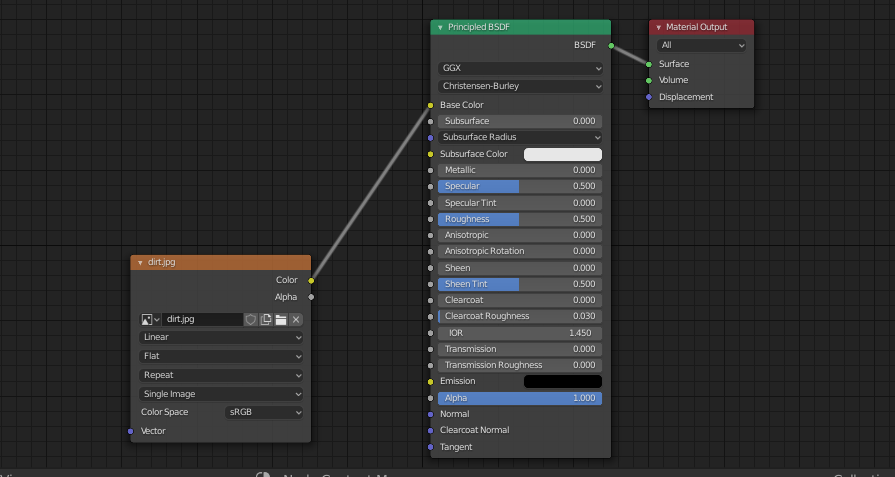 Principled BSDF
BSDF
GGX
Christensen-Burley
Base Color
Subsurface 0.000
Subsurface Radius
Subsurface Color
Metallic 0.000
Specular 0.500
Specular Tint 0.000
Roughness 0.500
Anisotropic 0.000
Anisotropic Rotation 0.000
Sheen 0.000
Sheen Tint 0.500
Clearcoat 0.000
Clearcoat Roughness 0.030
IOR 1.450
Transmission 0.000
Transmission Roughness 0.000
Emission
Alpha 1.000
Normal
Clearcoat Normal
Tangent
Material Output
All
Surface
Volume
Displacement
dirt.jpg
Color
Alpha
dirt.jpg
Linear
Flat
Repeat
Single Image
Color Space sRGB
Vector